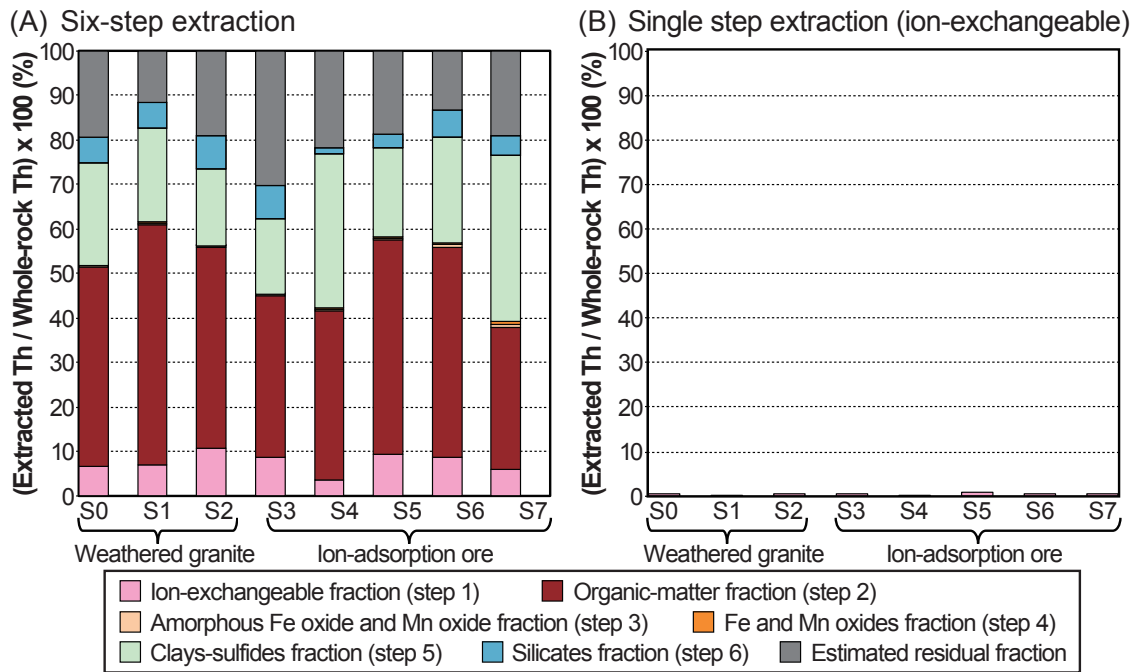 (A) Six-step extraction
(Extracted Th / Whole-rock Th) x 100 (%)
100
90
80
70
60
50
40
30
20
10
0
S0 S1 S2 S3 S4 S5 S6 S7
Weathered granite Ion-adsorption ore
(B) Single step extraction (ion-exchangeable)
(Extracted Th / Whole-rock Th) x 100 (%)
100
90
80
70
60
50
40
30
20
10
0
S0 S1 S2 S3 S4 S5 S6 S7
Weathered granite Ion-adsorption ore
Ion-exchangeable fraction (step 1) Organic-matter fraction (step 2)
Amorphous Fe oxide and Mn oxide fraction (step 3) Fe and Mn oxides fraction (step 4)
Clays-sulfides fraction (step 5) Silicates fraction (step 6) Estimated residual fraction